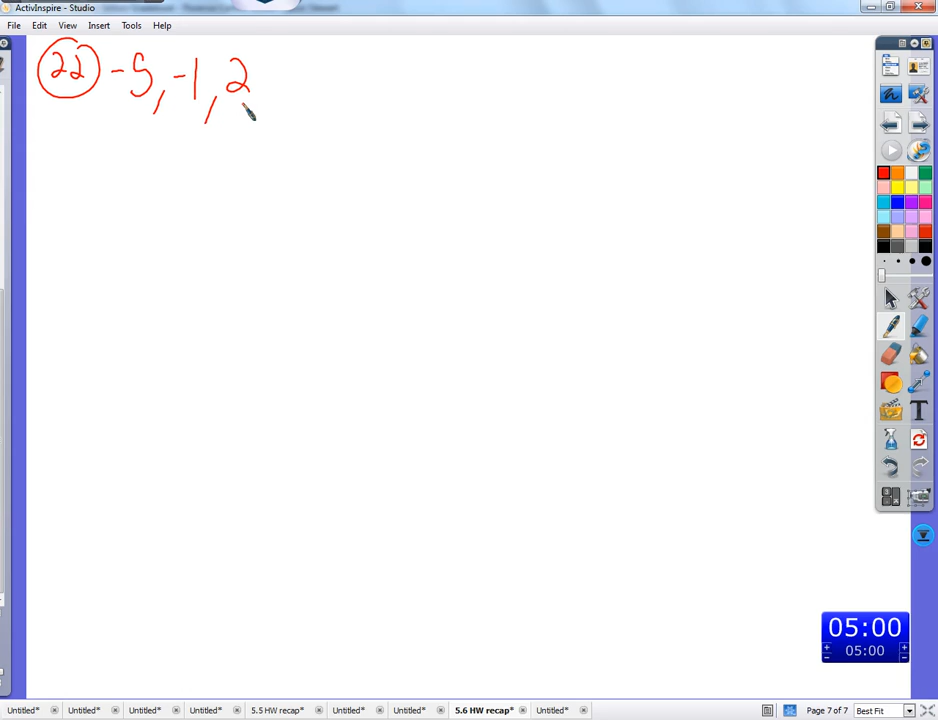 ActivInspire - Studio
File Edit View Insert Tools Help
22 -5, -1, 2
05:00
05:00
Untitled* Untitled* Untitled* Untitled* 5.5 HW recap* Untitled* Untitled* 5.6 HW recap* Untitled* Page 7 of 7 Best Fit